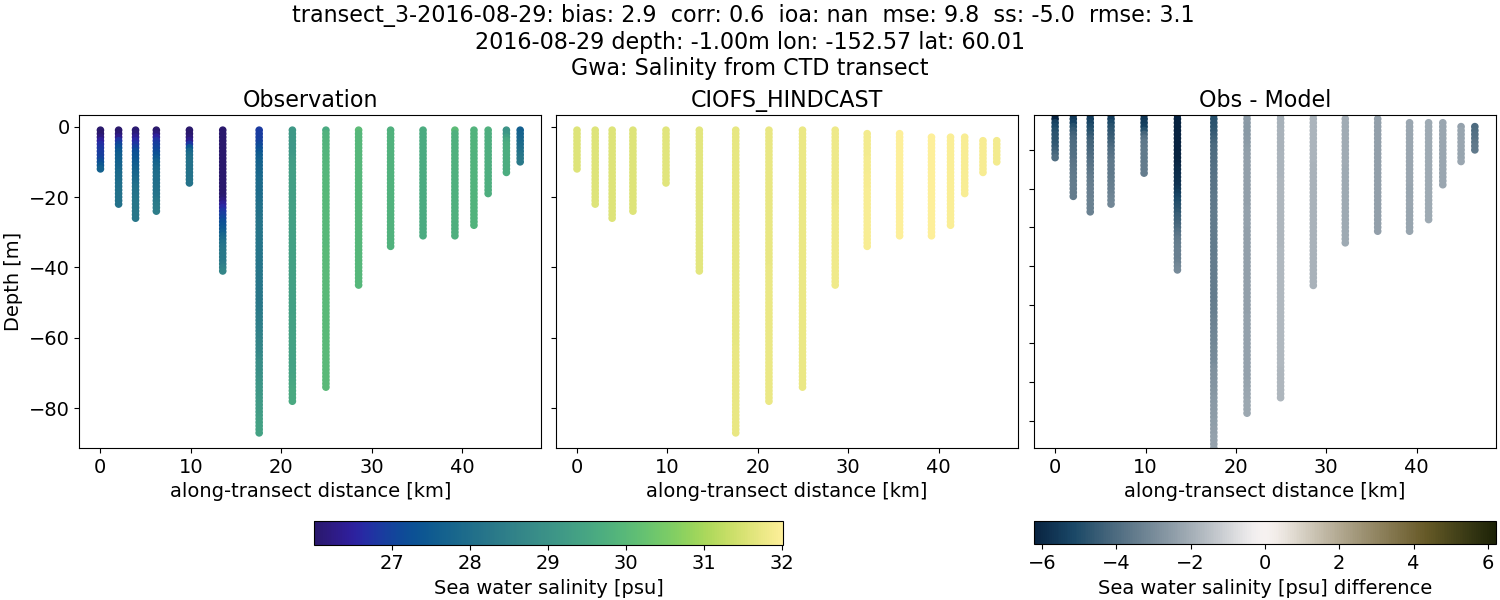 transect_3-2016-08-29: bias: 2.9  corr: 0.6  ioa: nan  mse: 9.8  ss: -5.0  rmse: 3.1
2016-08-29 depth: -1.00m lon: -152.57 lat: 60.01
Gwa: Salinity from CTD transect
Observation
CIOFS_HINDCAST
Obs - Model
Depth [m]
0
−20
−40
−60
−80
0 10 20 30 40
0 10 20 30 40
0 10 20 30 40
along-transect distance [km]
along-transect distance [km]
along-transect distance [km]
27 28 29 30 31 32
Sea water salinity [psu]
−6 −4 −2 0 2 4 6
Sea water salinity [psu] difference